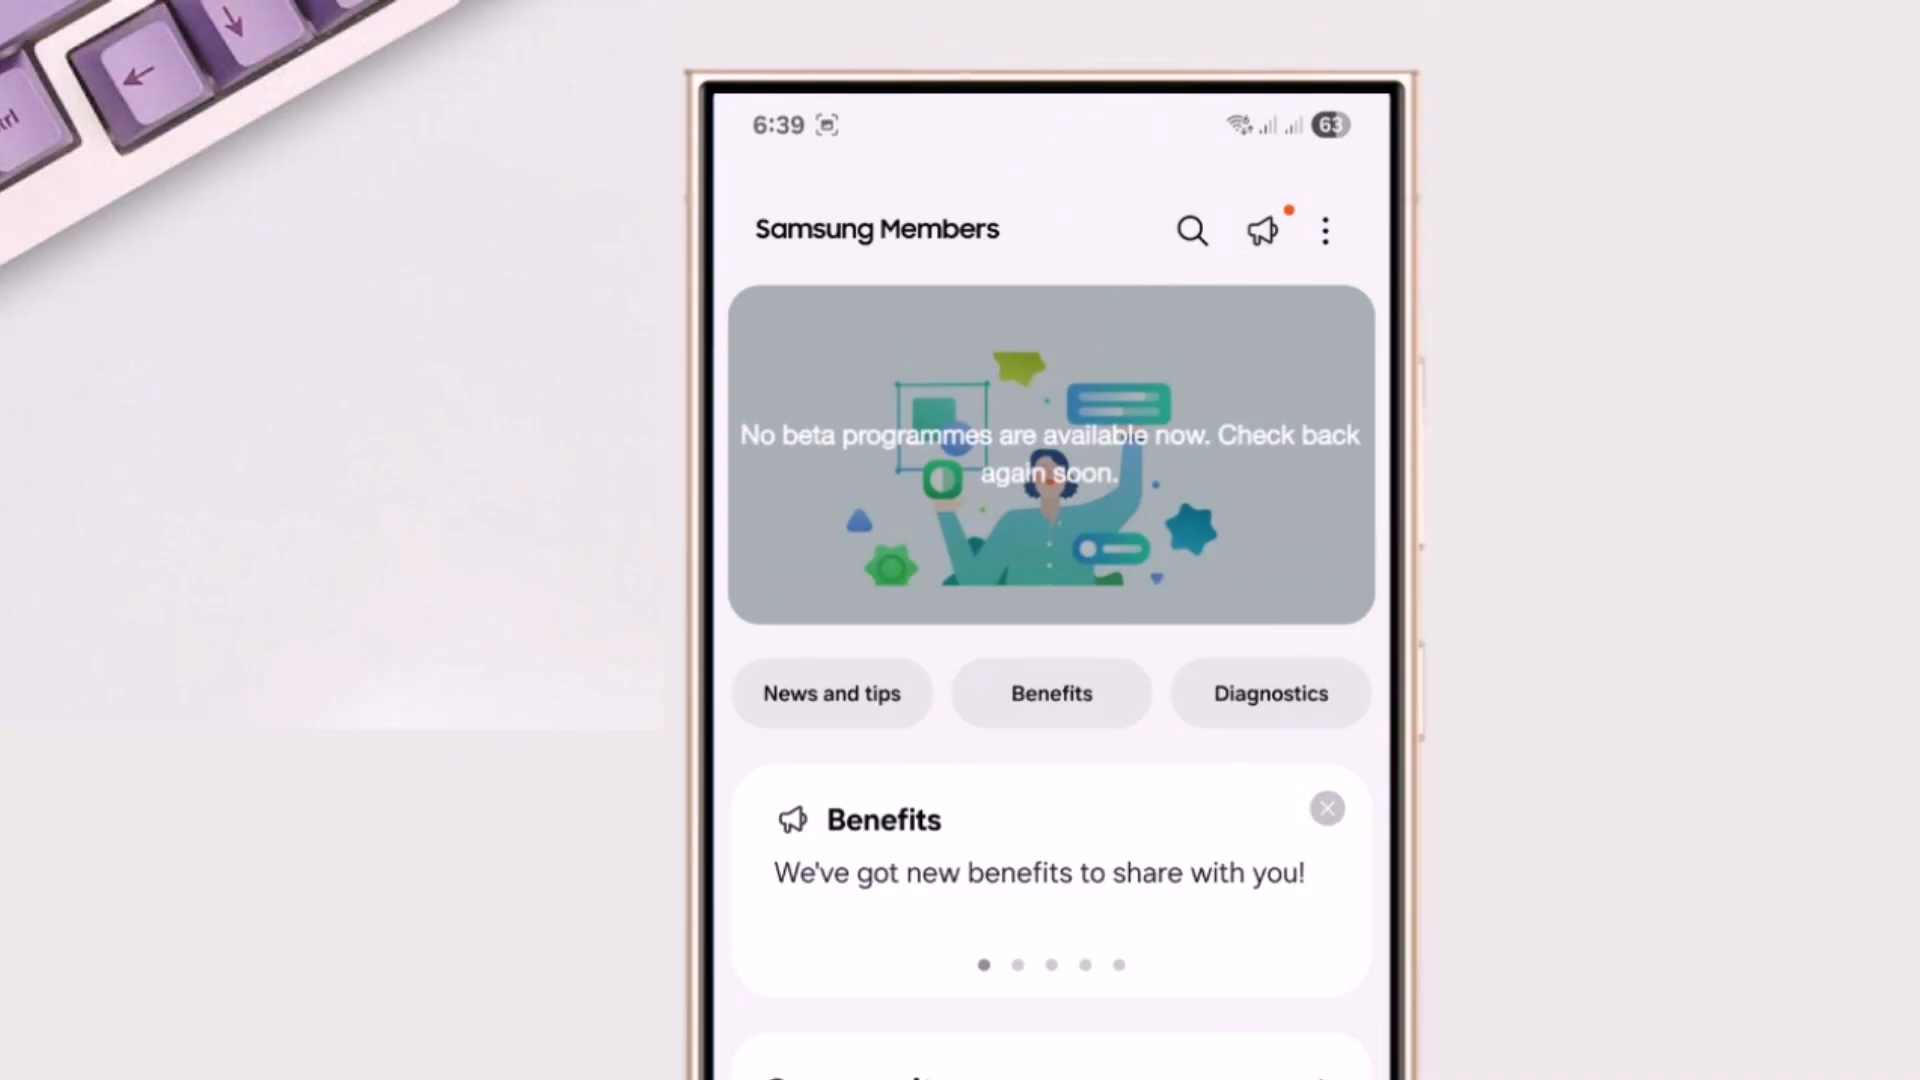 trl
6:39
63
Samsung Members
No beta programmes are available now. Check back
again soon.
News and tips
Benefits
Diagnostics
Benefits
We've got new benefits to share with you!